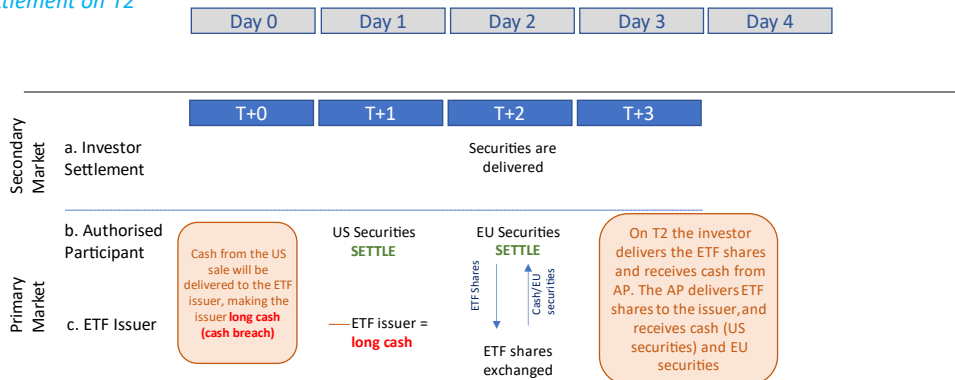 ttlement on T2
Day 0
Day 1
Day 2
Day 3
Day 4
T+0
T+1
T+2
T+3
Secondary
Market
a. Investor
Settlement
Securities are
delivered
Primary
Market
b. Authorised
Participant
c. ETF Issuer
Cash from the US
sale will be
delivered to the ETF
issuer, making the
issuer long cash
(cash breach)
US Securities
SETTLE
ETF issuer =
long cash
EU Securities
SETTLE
ETF Shares
Cash/EU
securities
ETF shares
exchanged
On T2 the investor
delivers the ETF shares
and receives cash from
AP. The AP delivers ETF
shares to the issuer, and
receives cash (US
securities) and EU
securities